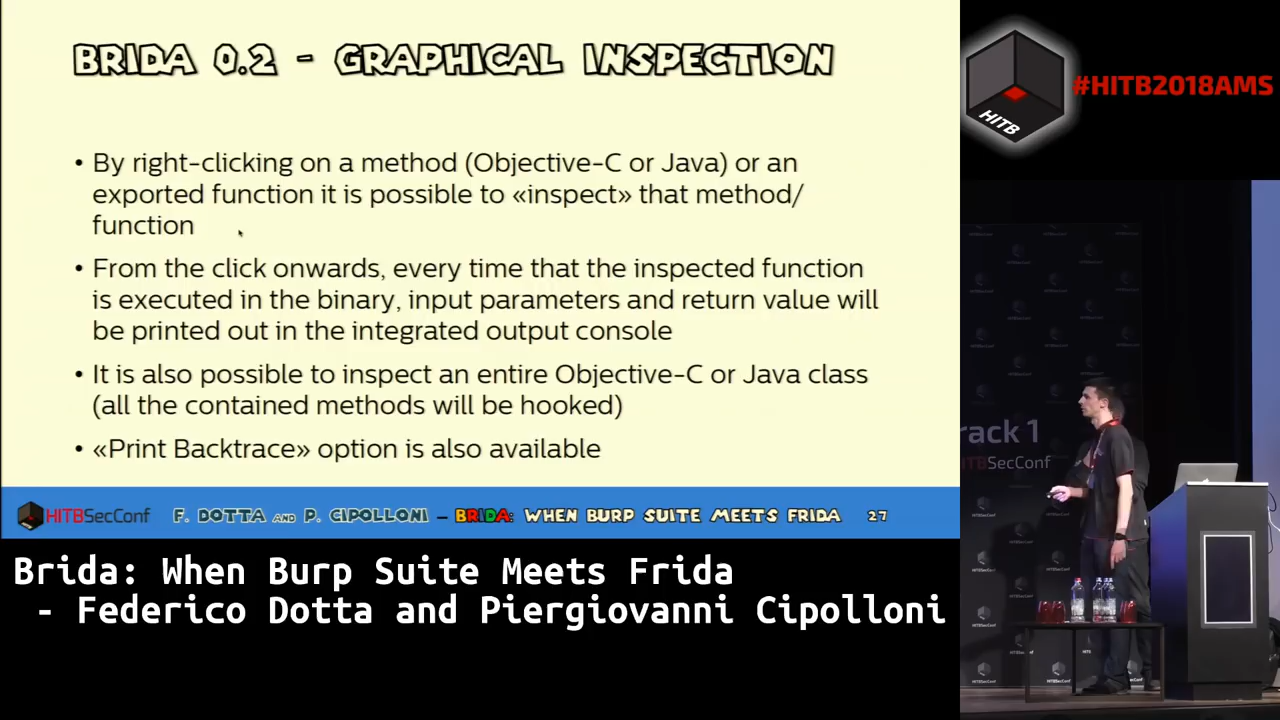 BRIDA 0.2 - GRAPHICAL INSPECTION
• By right-clicking on a method (Objective-C or Java) or an
exported function it is possible to «inspect» that method/
function
• From the click onwards, every time that the inspected function
is executed in the binary, input parameters and return value will
be printed out in the integrated output console
• It is also possible to inspect an entire Objective-C or Java class
(all the contained methods will be hooked)
• «Print Backtrace» option is also available
HITBSecConf F. DOTTA AND P. CIPOLLONI – BRIDA: WHEN BURP SUITE MEETS FRIDA 27
Brida: When Burp Suite Meets Frida
- Federico Dotta and Piergiovanni Cipolloni
HITB
#HITB2018AMS
rack 1
HITBSecConf